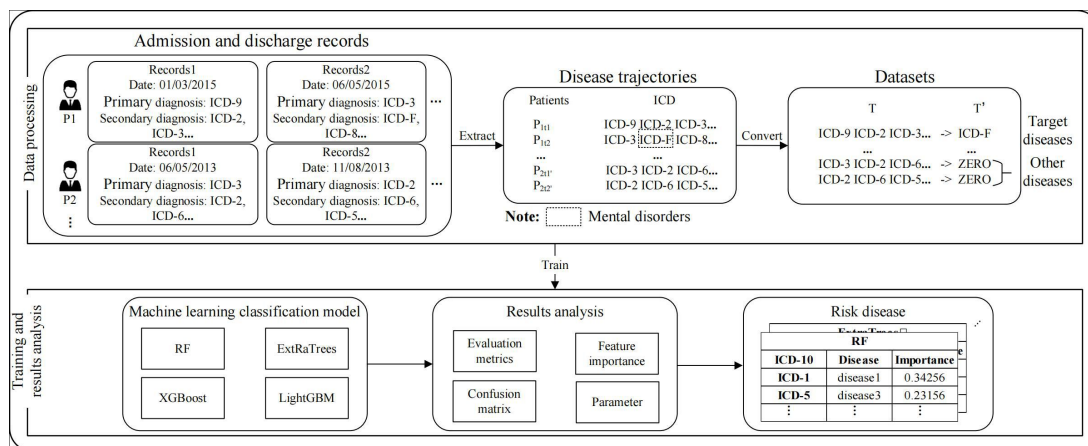 Data processing
Admission and discharge records
P1
Records1
Date: 01/03/2015
Primary diagnosis: ICD-9
Secondary diagnosis: ICD-2,
ICD-3...
Records2
Date: 06/05/2015
Primary diagnosis: ICD-3
Secondary diagnosis: ICD-F,
ICD-8...
...
P2
Records1
Date: 06/05/2013
Primary diagnosis: ICD-3
Secondary diagnosis: ICD-2,
ICD-6...
Records2
Date: 11/08/2013
Primary diagnosis: ICD-2
Secondary diagnosis: ICD-6,
ICD-5...
...
⋮
Extract
Disease trajectories
Patients ICD
P1t1 ICD-9 ICD-2 ICD-3...
P1t2 ICD-3 ICD-F ICD-8...
... ...
P2t1' ICD-3 ICD-2 ICD-6...
P2t2' ICD-2 ICD-6 ICD-5...
Note: Mental disorders
Convert
Datasets
T T'
ICD-9 ICD-2 ICD-3... -> ICD-F
... ...
ICD-3 ICD-2 ICD-6... -> ZERO
ICD-2 ICD-6 ICD-5... -> ZERO
Target
diseases
Other
diseases
Train
Training and
results analysis
Machine learning classification model
RF
ExtRaTrees
XGBoost
LightGBM
Results analysis
Evaluation
metrics
Feature
importance
Confusion
matrix
Parameter
Risk disease
RF
ICD-10 Disease Importance
ICD-1 disease1 0.34256
ICD-5 disease3 0.23156
⋮ ⋮ ⋮